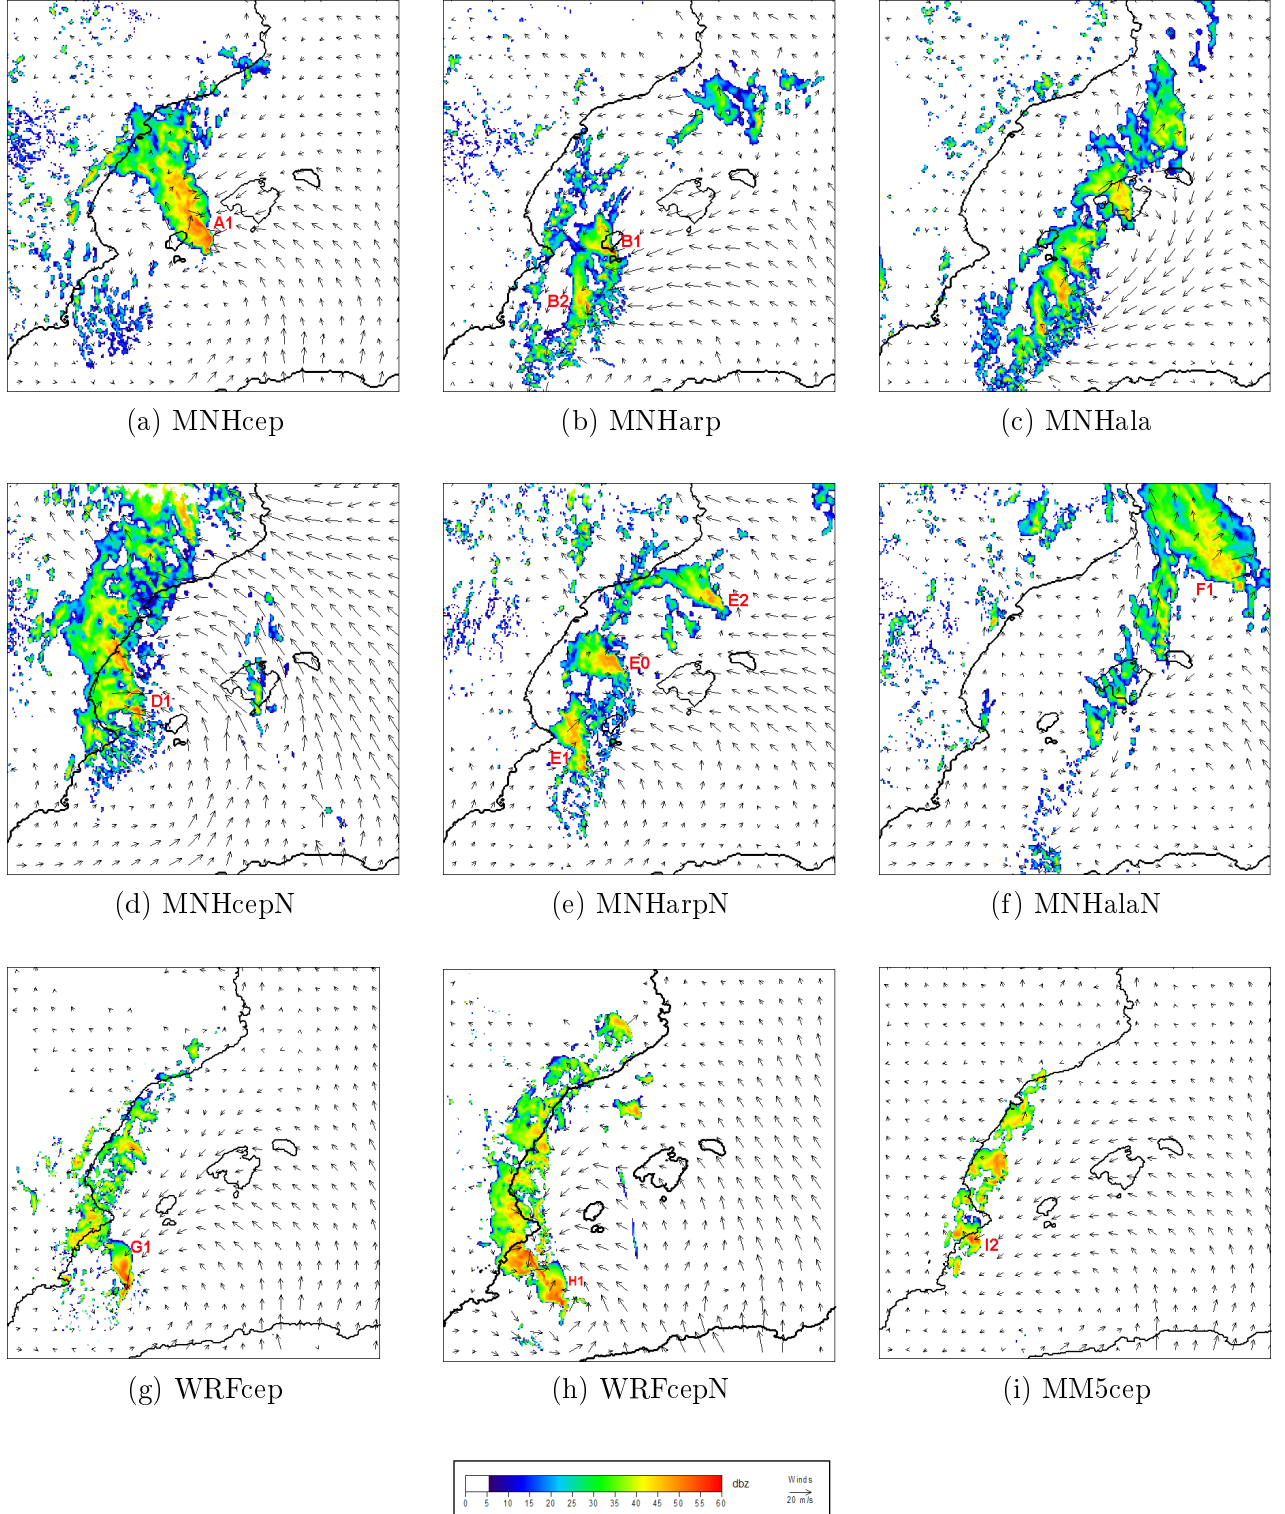 A1
B1
B2
(a) MNHcep
(b) MNHarp
(c) MNHala
D1
E2
E0
E1
F1
(d) MNHcepN
(e) MNHarpN
(f) MNHalaN
G1
H1
I2
(g) WRFcep
(h) WRFcepN
(i) MM5cep
dbz
Winds
20 m/s
0 5 10 15 20 25 30 35 40 45 50 55 60